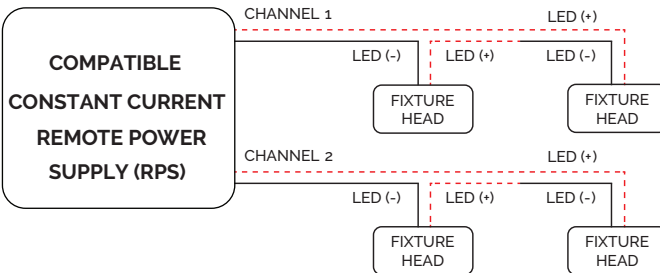 COMPATIBLE
CONSTANT CURRENT
REMOTE POWER
SUPPLY (RPS)
CHANNEL 1
LED (+)
LED (-)
LED (+)
LED (-)
FIXTURE
HEAD
FIXTURE
HEAD
CHANNEL 2
LED (+)
LED (-)
LED (+)
LED (-)
FIXTURE
HEAD
FIXTURE
HEAD